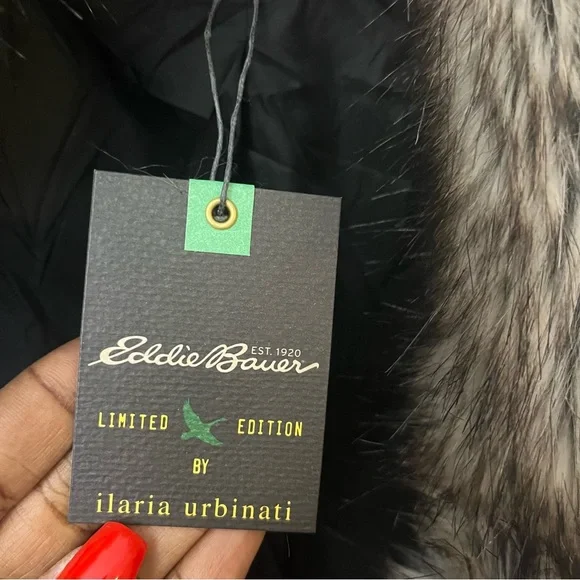 EST. 1920
Eddie Bauer
LIMITED EDITION
BY
ilaria urbinati